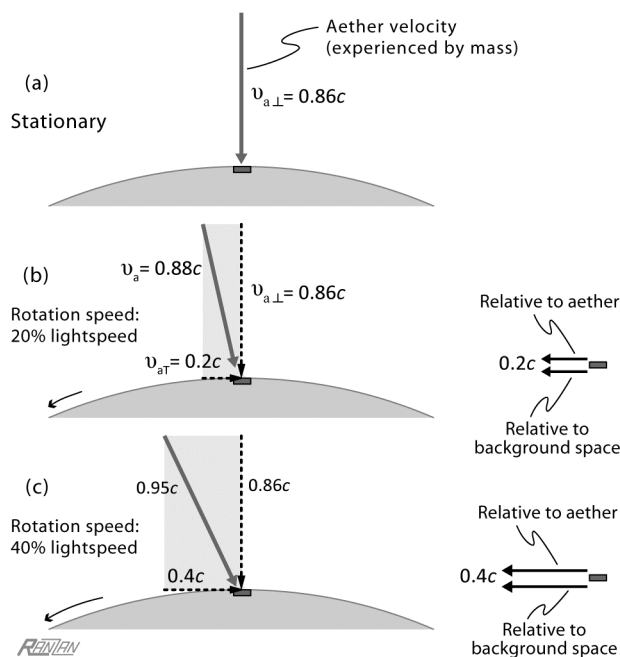 Aether velocity
(experienced by mass)
(a)
Stationary
υa⊥= 0.86c
(b)
Rotation speed:
20% lightspeed
υa= 0.88c
υa⊥= 0.86c
υaT= 0.2c
Relative to aether
0.2c
Relative to
background space
(c)
Rotation speed:
40% lightspeed
0.95c
0.86c
0.4c
Relative to aether
0.4c
Relative to
background space
RANZAN